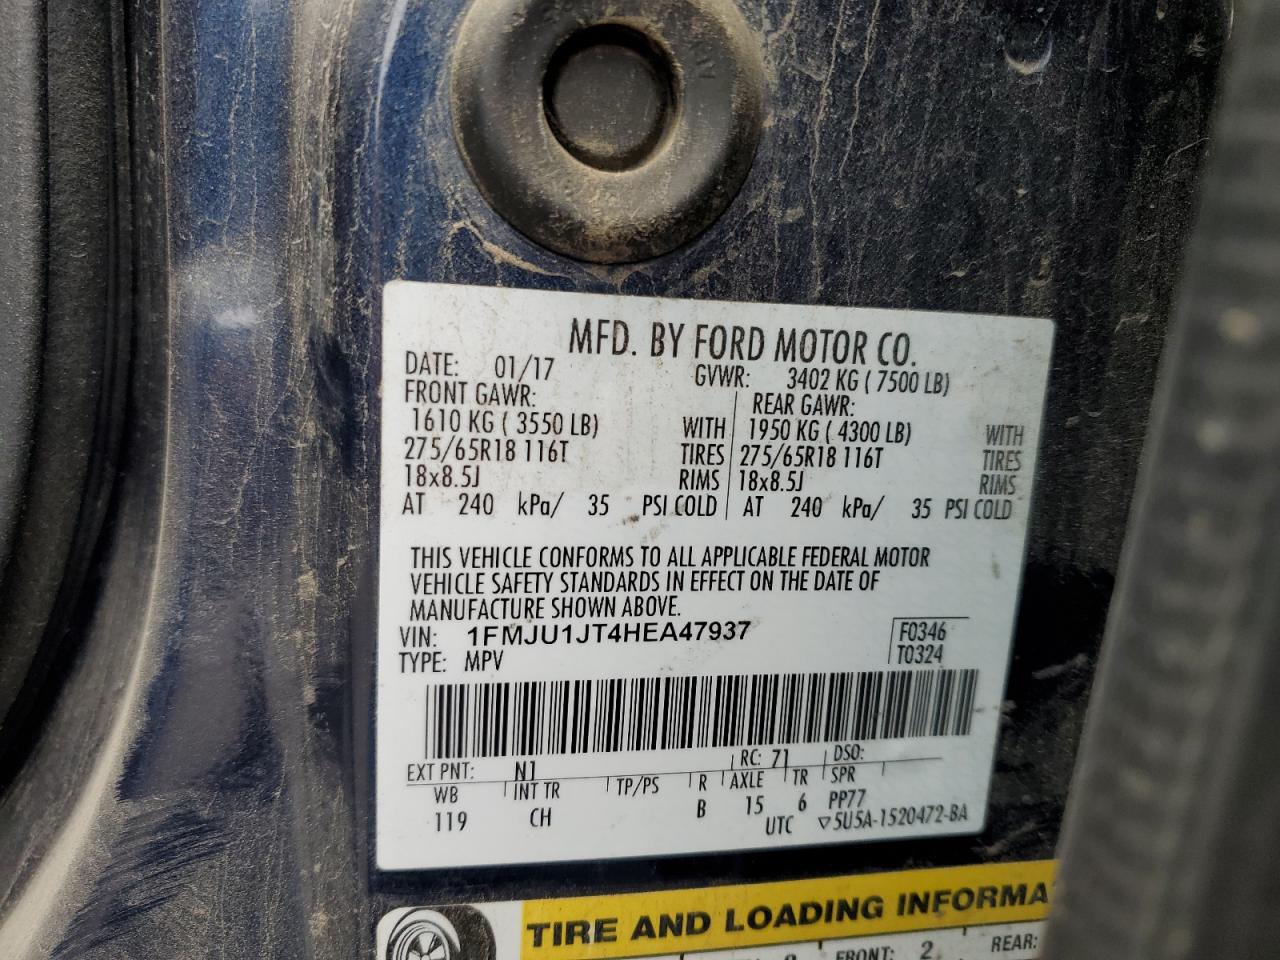 MFD. BY FORD MOTOR CO.
DATE: 01/17 GVWR: 3402 KG ( 7500 LB)
FRONT GAWR: REAR GAWR:
1610 KG ( 3550 LB) WITH 1950 KG ( 4300 LB) WITH
275/65R18 116T TIRES 275/65R18 116T TIRES
18x8.5J RIMS 18x8.5J RIMS
AT 240 kPa/ 35 PSI COLD AT 240 kPa/ 35 PSI COLD
THIS VEHICLE CONFORMS TO ALL APPLICABLE FEDERAL MOTOR
VEHICLE SAFETY STANDARDS IN EFFECT ON THE DATE OF
MANUFACTURE SHOWN ABOVE.
VIN: 1FMJU1JT4HEA47937 F0346
TYPE: MPV T0324
EXT PNT: N1 RC: 71 DSO:
WB INT TR TP/PS R AXLE TR SPR
119 CH B 15 6 PP77
UTC ▽5U5A-1520472-BA
TIRE AND LOADING INFORMA
FRONT: 2 REAR: